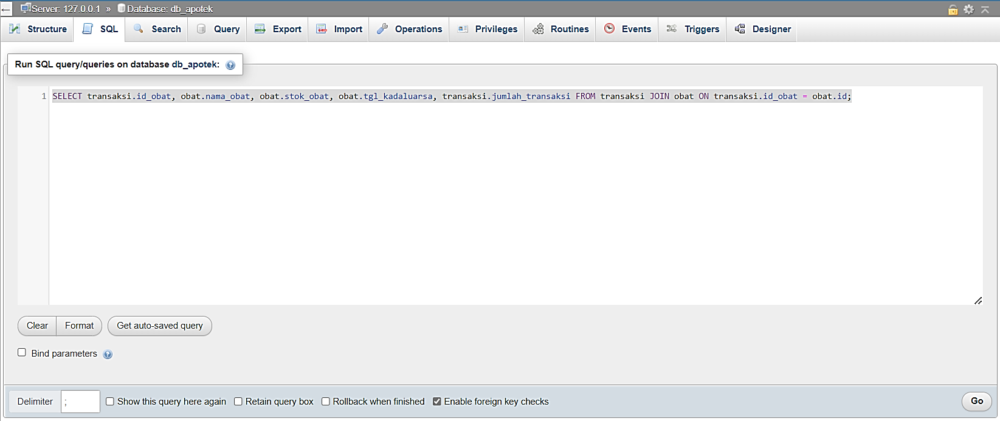 Server: 127.0.0.1 » Database: db_apotek
Structure SQL Search Query Export Import Operations Privileges Routines Events Triggers Designer
Run SQL query/queries on database db_apotek:
1 SELECT transaksi.id_obat, obat.nama_obat, obat.stok_obat, obat.tgl_kadaluarsa, transaksi.jumlah_transaksi FROM transaksi JOIN obat ON transaksi.id_obat = obat.id;
Clear Format Get auto-saved query
Bind parameters
Delimiter ; Show this query here again Retain query box Rollback when finished Enable foreign key checks Go